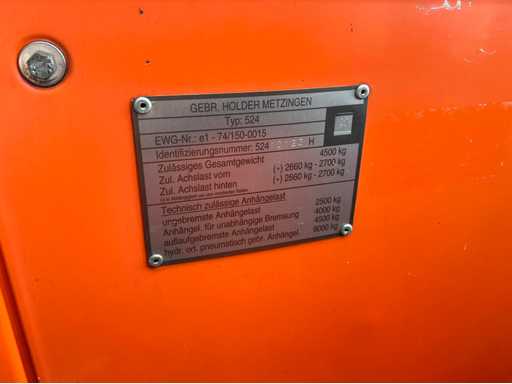 GEBR. HOLDER METZINGEN
Typ: 524
EWG-Nr.: e1 - 74/150-0015
Identifizierungsnummer: 524 H
Zulässiges Gesamtgewicht 4500 kg
Zul. Achslast vorn (-) 2660 kg - 2700 kg
Zul. Achslast hinten (-) 2660 kg - 2700 kg
Technisch zulässige Anhängelast
ungebremste Anhängelast 2500 kg
Anhängel. für unabhängige Bremsung 4000 kg
auflaufgebremste Anhängelast 4500 kg
hydr. ort. pneumatisch gebr. Anhängel. 6000 kg